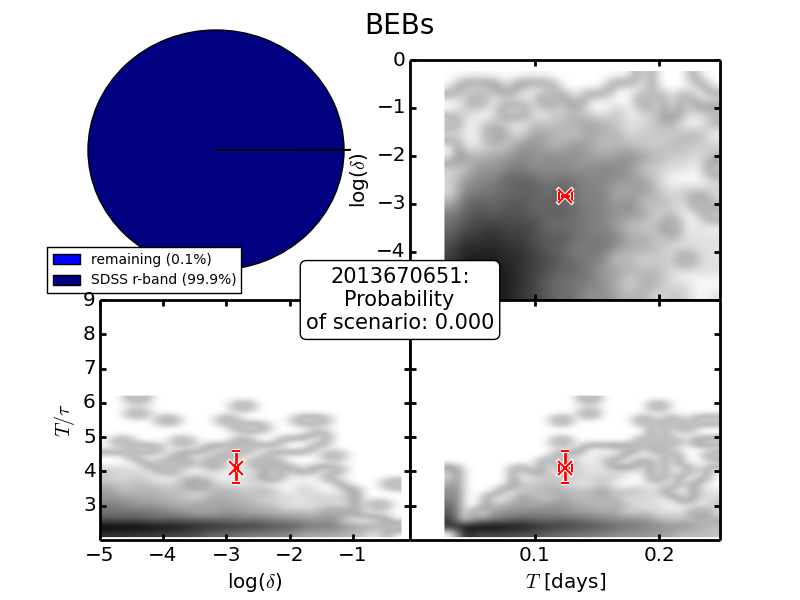 BEBs
remaining (0.1%)
SDSS r-band (99.9%)
0
−1
−2
−3
−4
log(δ)
2013670651:
Probability
of scenario: 0.000
9
8
7
6
5
4
3
T/τ
−5 −4 −3 −2 −1
log(δ)
0.1 0.2
T [days]